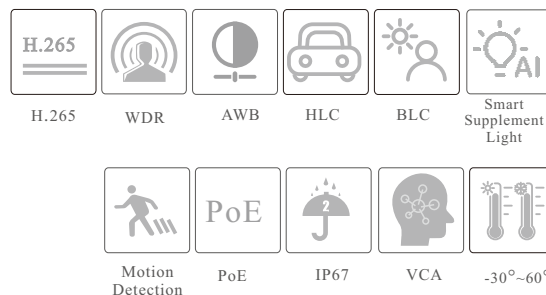 H.265
AI
H.265
WDR
AWB
HLC
BLC
Smart
Supplement
Light
PoE
2
Motion
Detection
PoE
IP67
VCA
-30°~60°